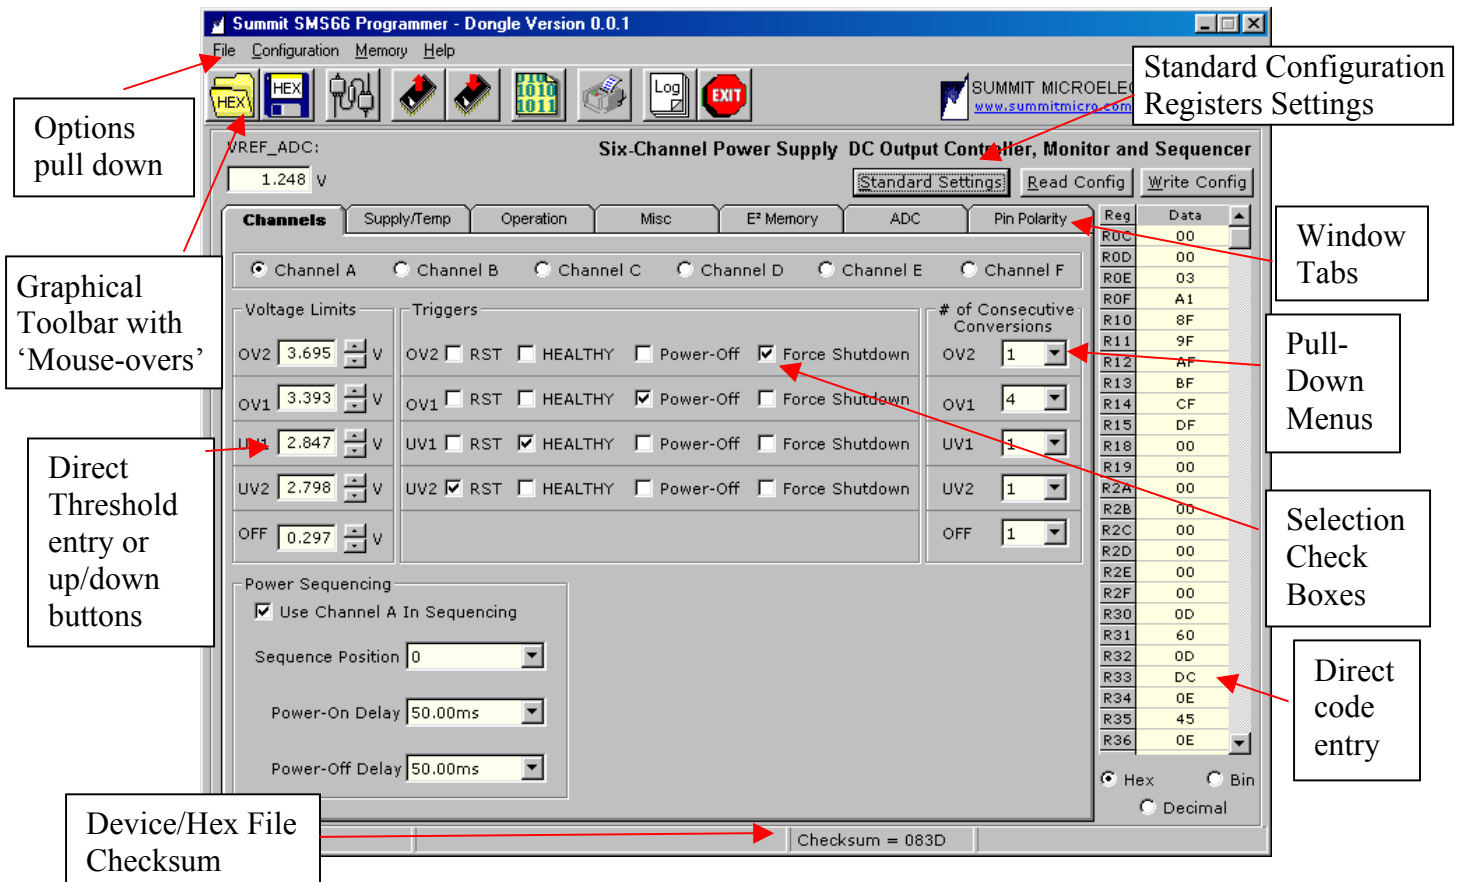 Summit SMS66 Programmer - Dongle Version 0.0.1
File Configuration Memory Help
HEX HEX 010 1010 1011 Log EXIT
SUMMIT MICROELE
www.summitmicro.com
Standard Configuration
Registers Settings
Options
pull down
VREF_ADC:
1.248 V
Six-Channel Power Supply DC Output Controller, Monitor and Sequencer
Standard Settings Read Config Write Config
Channels Supply/Temp Operation Misc E² Memory ADC Pin Polarity
Channel A Channel B Channel C Channel D Channel E Channel F
Graphical
Toolbar with
‘Mouse-overs’
Voltage Limits Triggers # of Consecutive
Conversions
OV2 3.695 V OV2 RST HEALTHY Power-Off Force Shutdown OV2 1
OV1 3.393 V OV1 RST HEALTHY Power-Off Force Shutdown OV1 4
UV1 2.847 V UV1 RST HEALTHY Power-Off Force Shutdown UV1 1
UV2 2.798 V UV2 RST HEALTHY Power-Off Force Shutdown UV2 1
OFF 0.297 V OFF 1
Direct
Threshold
entry or
up/down
buttons
Power Sequencing
Use Channel A In Sequencing
Sequence Position 0
Power-On Delay 50.00ms
Power-Off Delay 50.00ms
Reg Data
R0C 00
R0D 00
R0E 03
R0F A1
R10 8F
R11 9F
R12 AF
R13 BF
R14 CF
R15 DF
R18 00
R19 00
R2A 00
R2B 00
R2C 00
R2D 00
R2E 00
R2F 00
R30 0D
R31 60
R32 0D
R33 DC
R34 0E
R35 45
R36 0E
Hex Bin
Decimal
Window
Tabs
Pull-
Down
Menus
Selection
Check
Boxes
Direct
code
entry
Device/Hex File
Checksum
Checksum = 083D